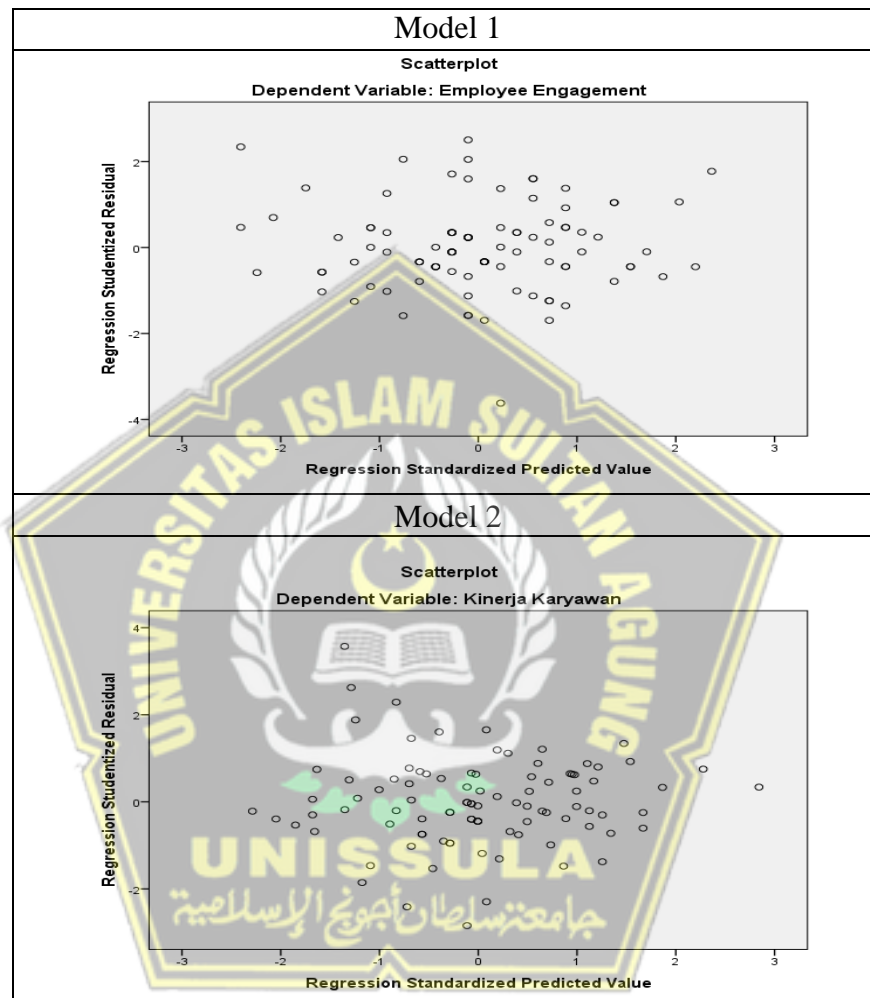 Model 1
Scatterplot
Dependent Variable: Employee Engagement
Regression Studentized Residual
2
0
-2
-4
-3 -2 -1 0 1 2 3
Regression Standardized Predicted Value
Model 2
Scatterplot
Dependent Variable: Kinerja Karyawan
Regression Studentized Residual
4
2
0
-2
-3 -2 -1 0 1 2 3
Regression Standardized Predicted Value
UNIVERSITAS ISLAM SULTAN AGUNG
UNISSULA
جامعة سلطان أجونج الإسلامية